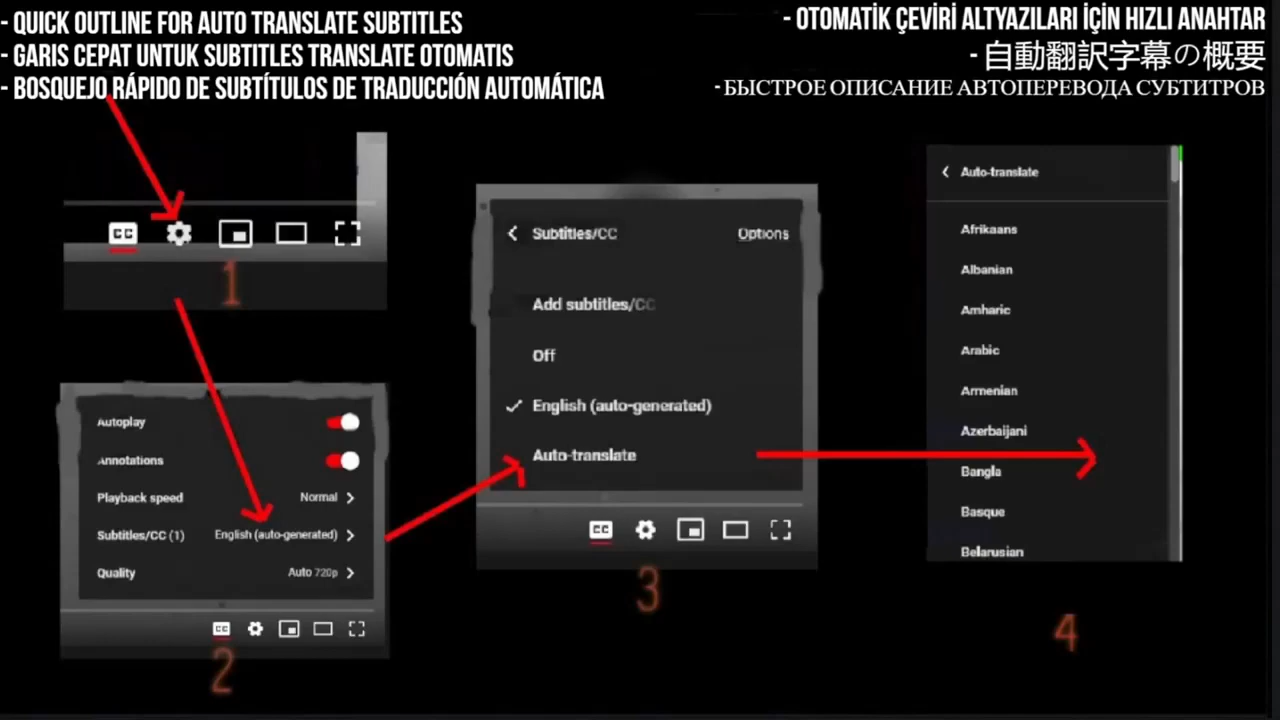 - QUICK OUTLINE FOR AUTO TRANSLATE SUBTITLES
- GARIS CEPAT UNTUK SUBTITLES TRANSLATE OTOMATIS
- BOSQUEJO RÁPIDO DE SUBTÍTULOS DE TRADUCCIÓN AUTOMÁTICA
- OTOMATİK ÇEVİRİ ALTYAZILARI İÇİN HIZLI ANAHTAR
- 自動翻訳字幕の概要
- БЫСТРОЕ ОПИСАНИЕ АВТОПЕРЕВОДА СУБТИТРОВ
CC
1
Autoplay
Annotations
Playback speed Normal
Subtitles/CC (1) English (auto-generated)
Quality Auto 720p
CC
2
Subtitles/CC Options
Add subtitles/CC
Off
English (auto-generated)
Auto-translate
CC
3
Auto-translate
Afrikaans
Albanian
Amharic
Arabic
Armenian
Azerbaijani
Bangla
Basque
Belarusian
4